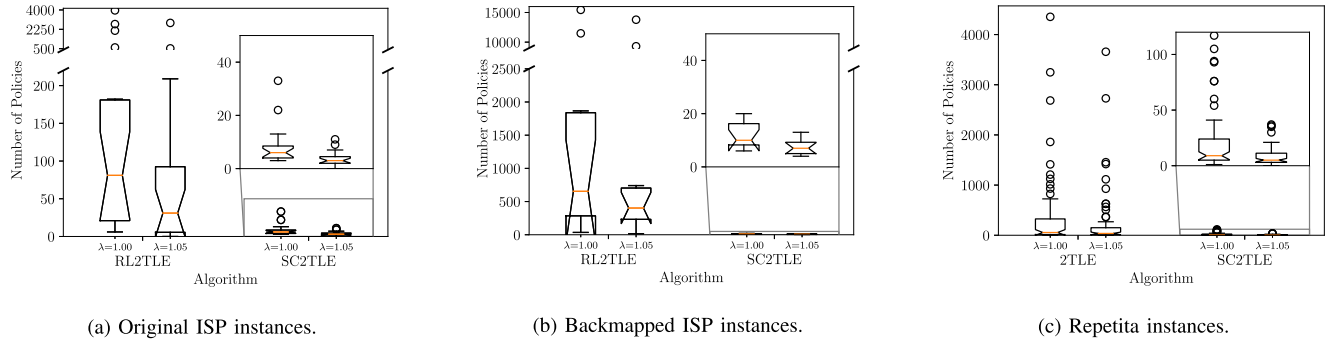 4000
2250
500
200
150
100
50
0
Number of Policies
40
20
0
λ=1.00
λ=1.05
RL2TLE
λ=1.00
λ=1.05
SC2TLE
Algorithm
(a) Original ISP instances.
15000
10000
2500
2000
1500
1000
500
0
Number of Policies
40
20
0
λ=1.00
λ=1.05
RL2TLE
λ=1.00
λ=1.05
SC2TLE
Algorithm
(b) Backmapped ISP instances.
4000
3000
2000
1000
0
Number of Policies
100
50
0
λ=1.00
λ=1.05
2TLE
λ=1.00
λ=1.05
SC2TLE
Algorithm
(c) Repetita instances.